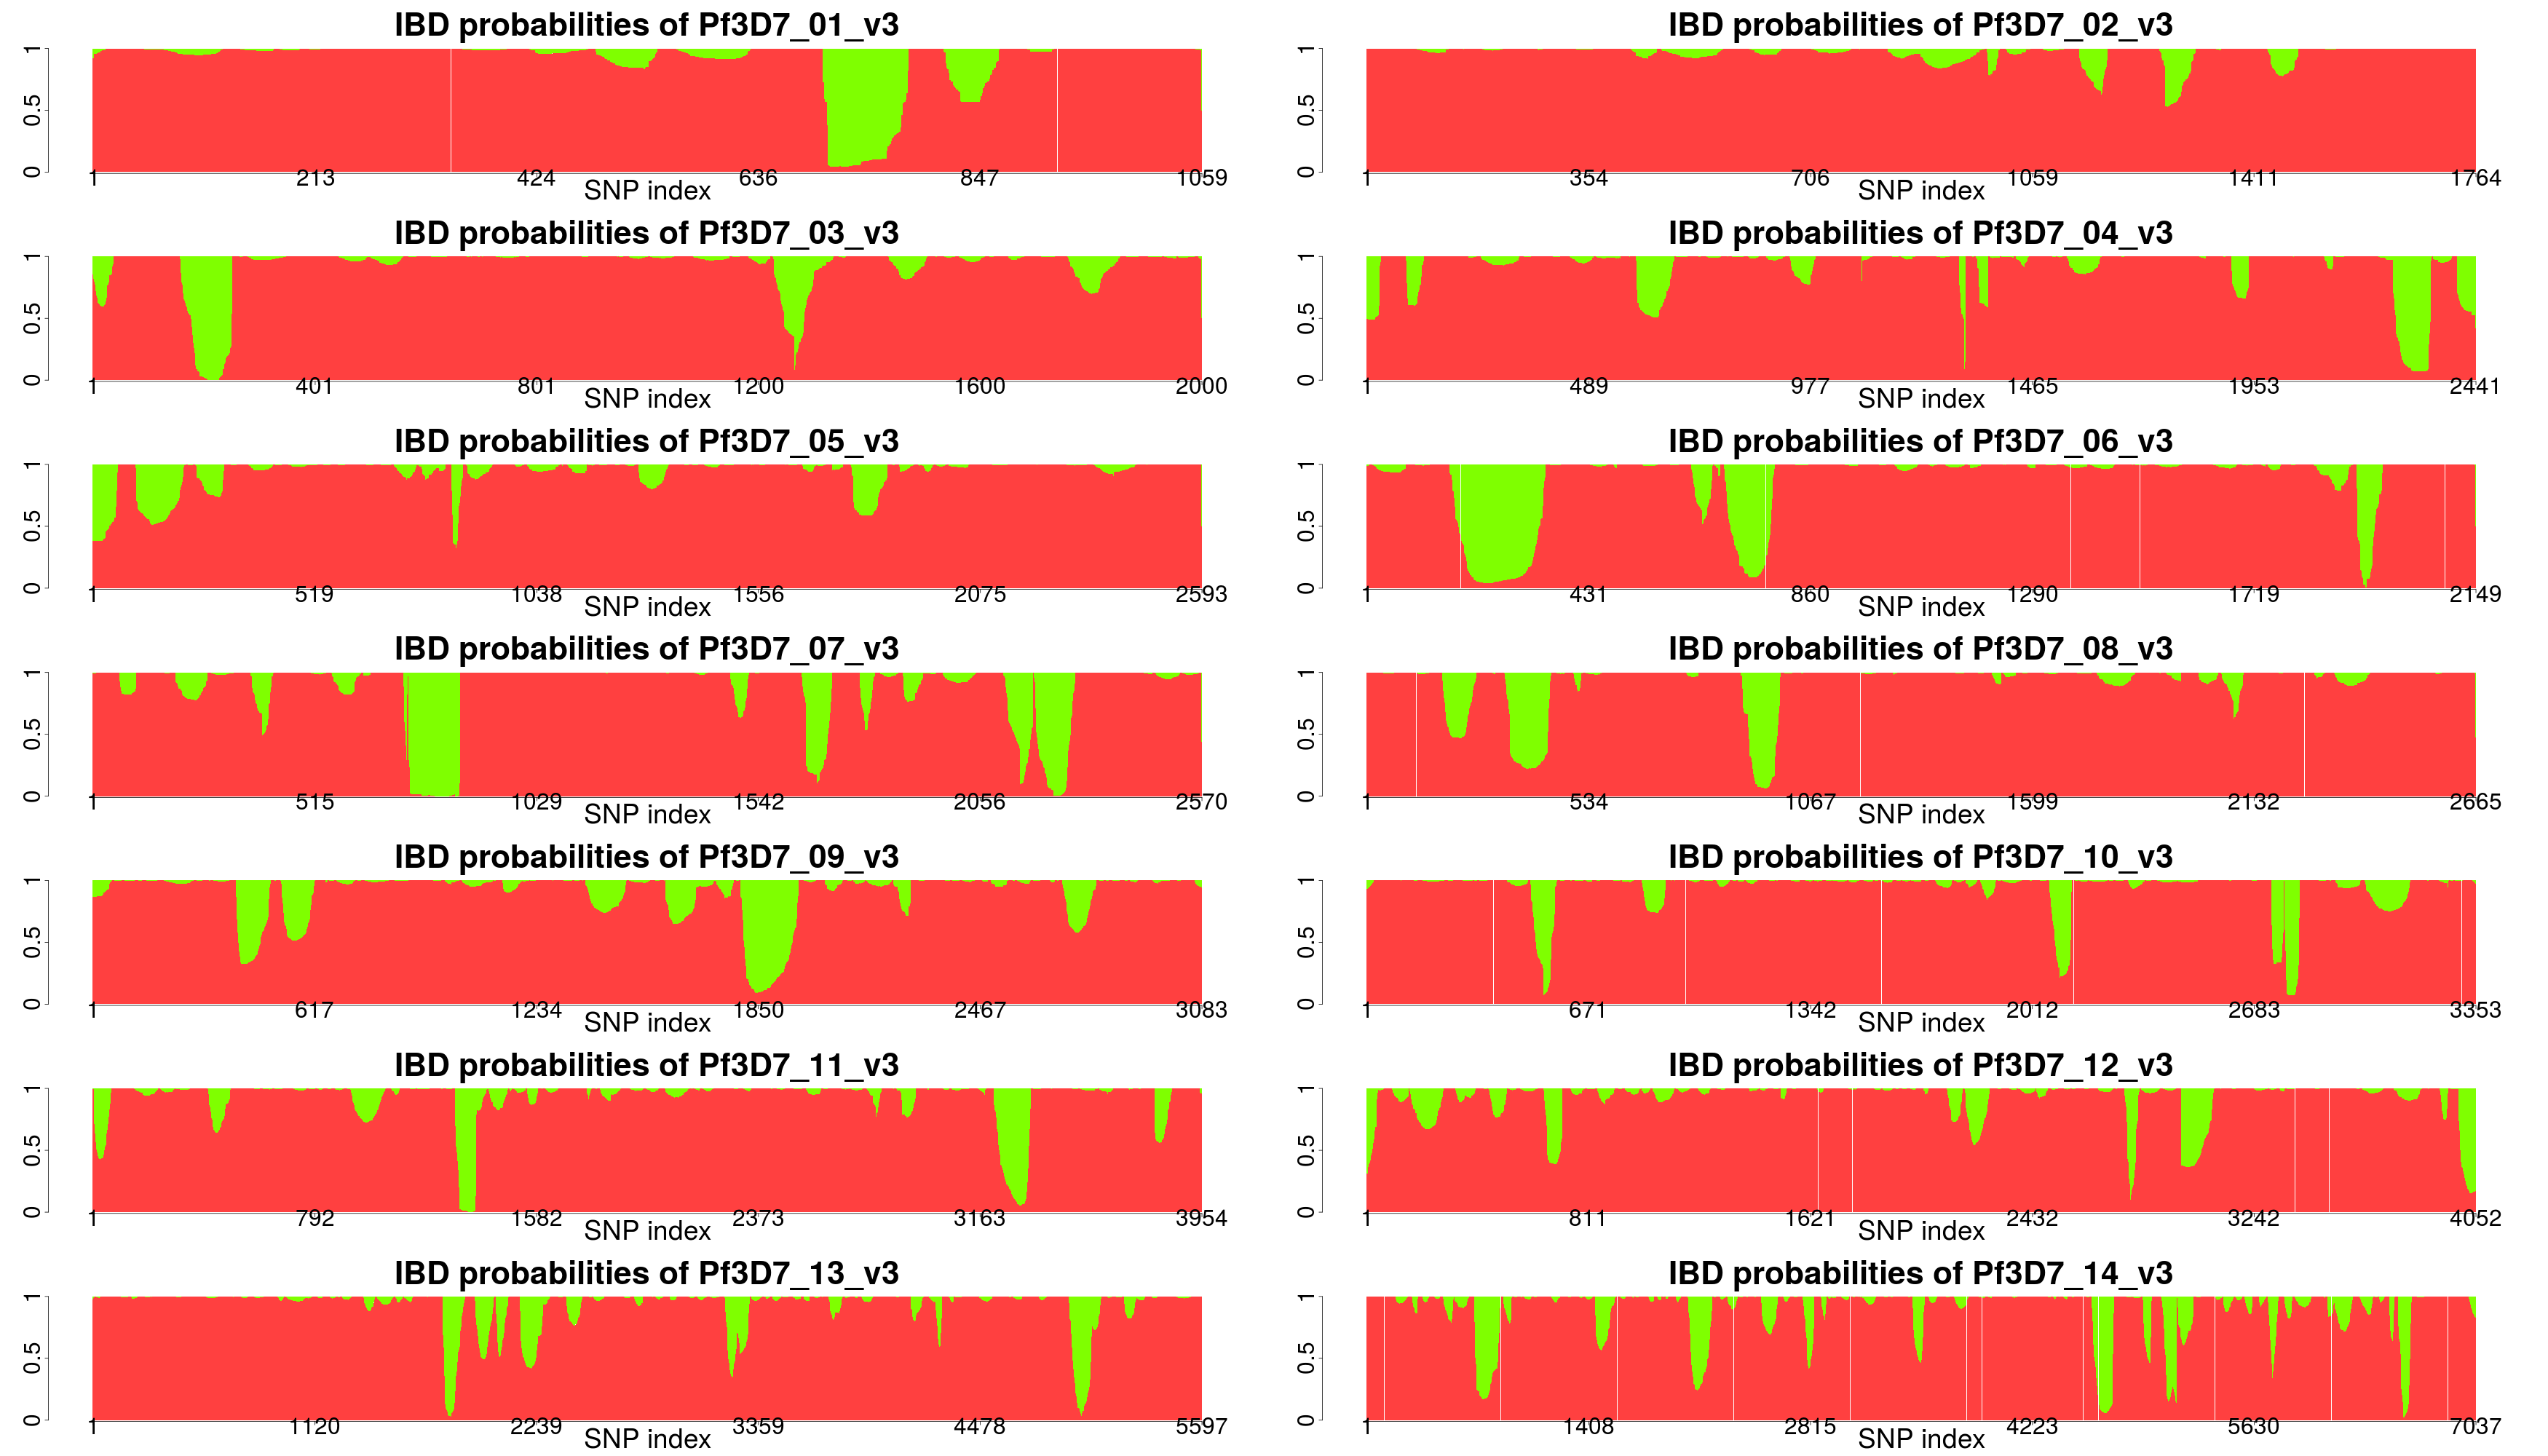 IBD probabilities of Pf3D7_01_v3
0 0.5 1
1 213 424 636 847 1059
SNP index
IBD probabilities of Pf3D7_02_v3
0 0.5 1
1 354 706 1059 1411 1764
SNP index
IBD probabilities of Pf3D7_03_v3
0 0.5 1
1 401 801 1200 1600 2000
SNP index
IBD probabilities of Pf3D7_04_v3
0 0.5 1
1 489 977 1465 1953 2441
SNP index
IBD probabilities of Pf3D7_05_v3
0 0.5 1
1 519 1038 1556 2075 2593
SNP index
IBD probabilities of Pf3D7_06_v3
0 0.5 1
1 431 860 1290 1719 2149
SNP index
IBD probabilities of Pf3D7_07_v3
0 0.5 1
1 515 1029 1542 2056 2570
SNP index
IBD probabilities of Pf3D7_08_v3
0 0.5 1
1 534 1067 1599 2132 2665
SNP index
IBD probabilities of Pf3D7_09_v3
0 0.5 1
1 617 1234 1850 2467 3083
SNP index
IBD probabilities of Pf3D7_10_v3
0 0.5 1
1 671 1342 2012 2683 3353
SNP index
IBD probabilities of Pf3D7_11_v3
0 0.5 1
1 792 1582 2373 3163 3954
SNP index
IBD probabilities of Pf3D7_12_v3
0 0.5 1
1 811 1621 2432 3242 4052
SNP index
IBD probabilities of Pf3D7_13_v3
0 0.5 1
1 1120 2239 3359 4478 5597
SNP index
IBD probabilities of Pf3D7_14_v3
0 0.5 1
1 1408 2815 4223 5630 7037
SNP index